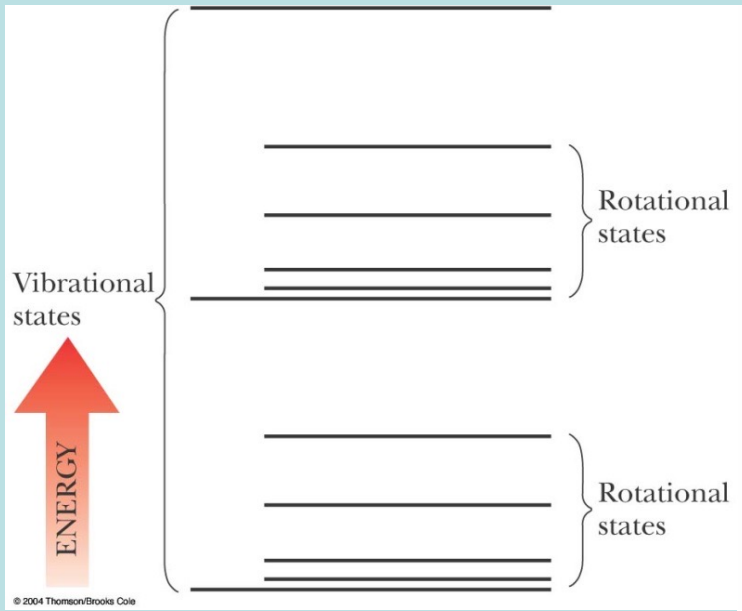 Rotational
states
Vibrational
states
ENERGY
Rotational
states
© 2004 Thomson/Brooks Cole